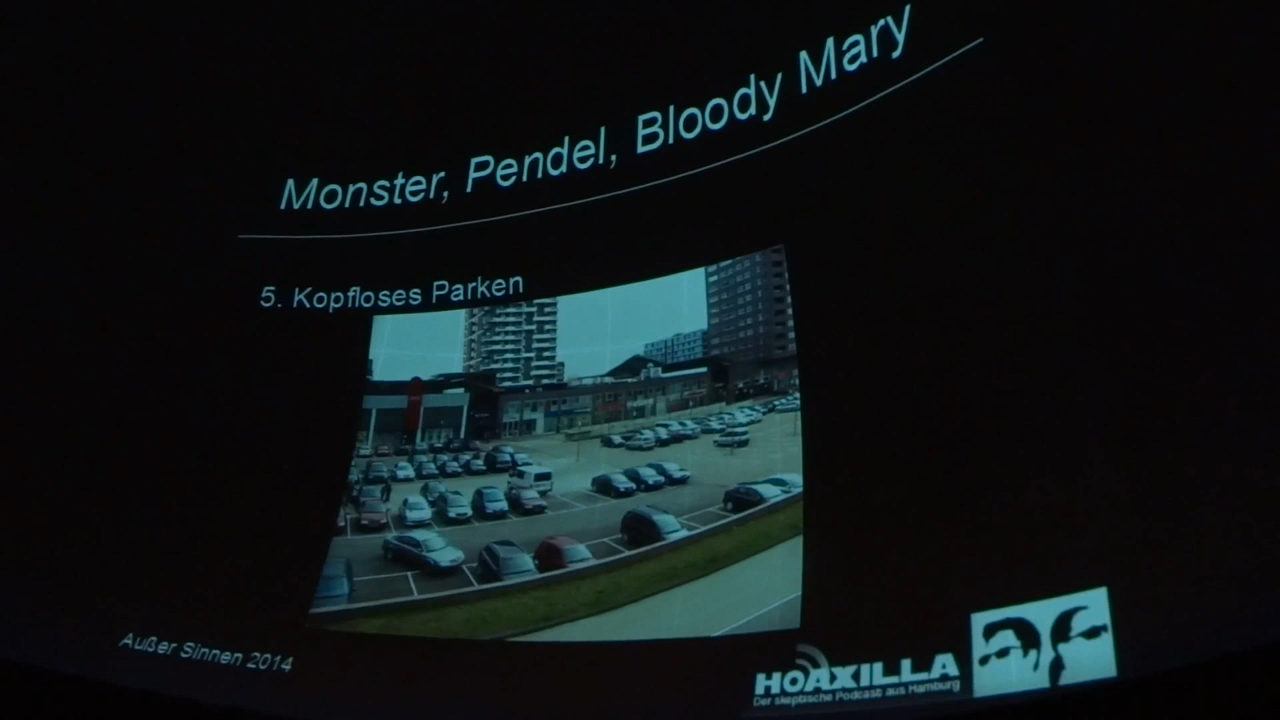 Monster, Pendel, Bloody Mary
5. Kopfloses Parken
Außer Sinnen 2014
HOAXILLA
Der skeptische Podcast aus Hamburg